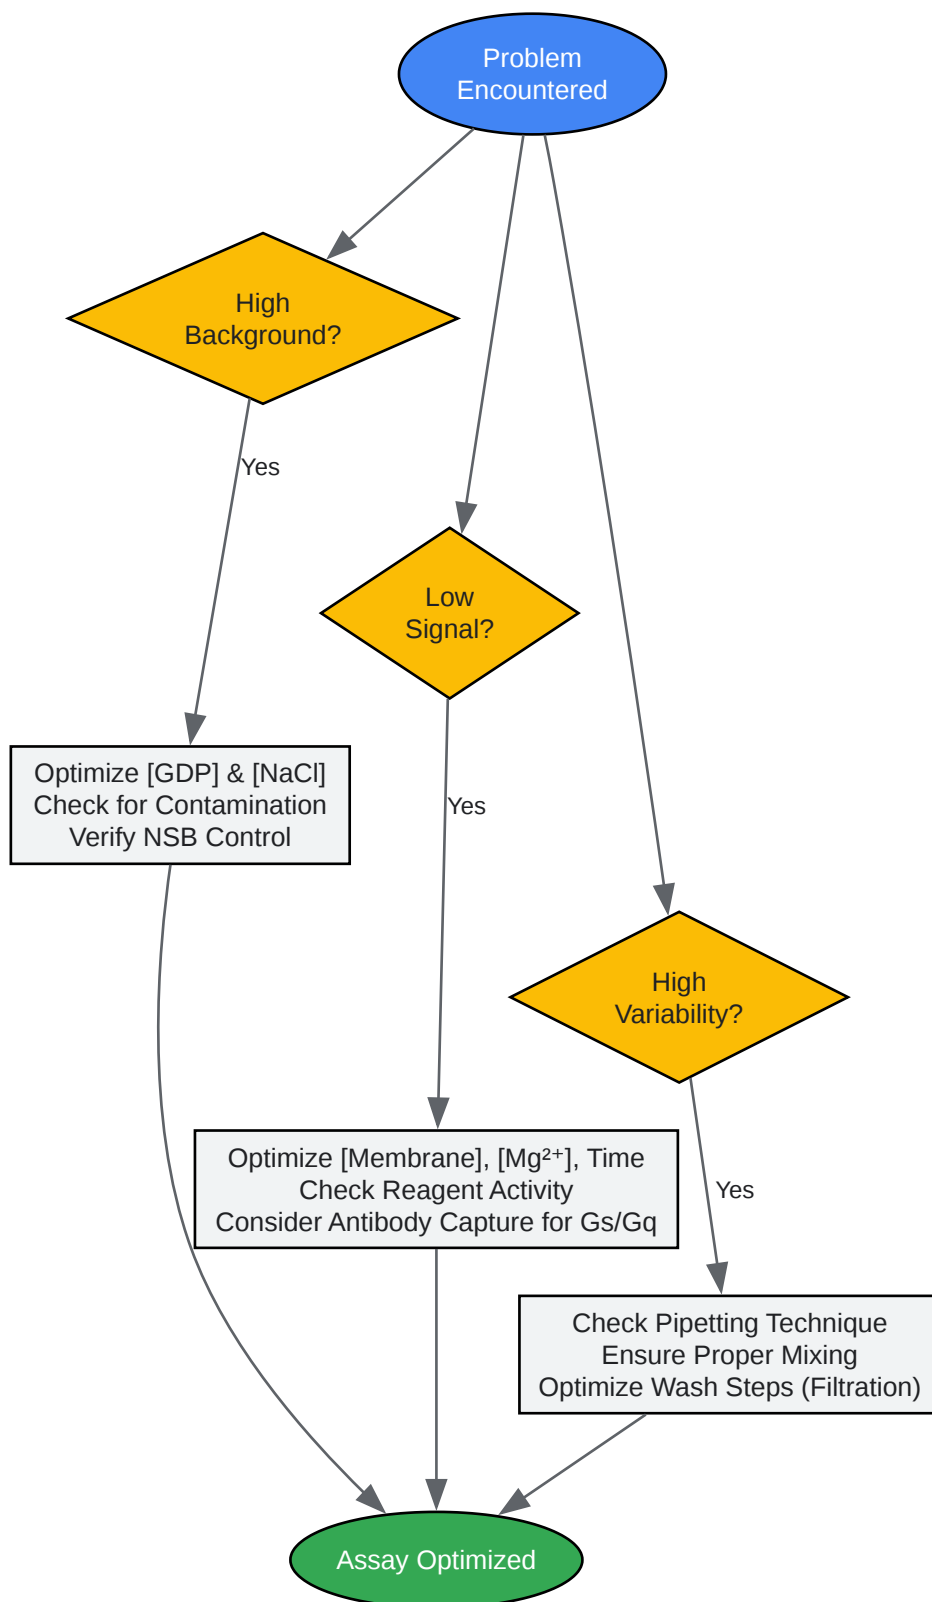 Problem
Encountered
High
Background?
Yes
Low
Signal?
Optimize [GDP] & [NaCl]
Check for Contamination
Verify NSB Control
Yes
High
Variability?
Optimize [Membrane], [Mg²⁺], Time
Check Reagent Activity
Consider Antibody Capture for Gs/Gq
Yes
Check Pipetting Technique
Ensure Proper Mixing
Optimize Wash Steps (Filtration)
Assay Optimized